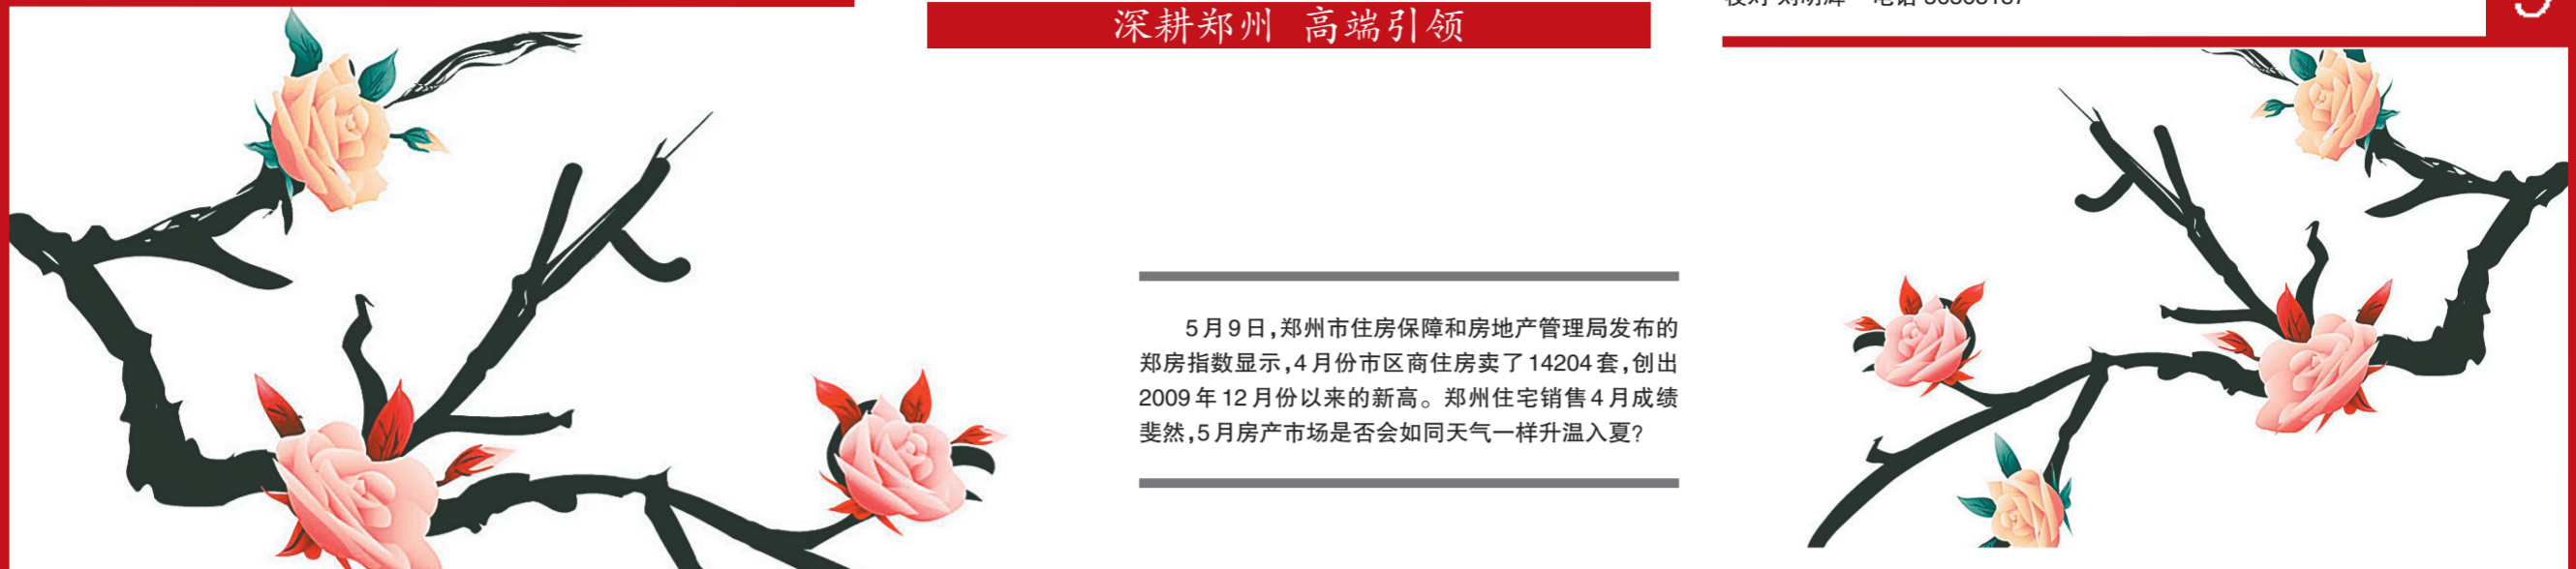 深耕郑州 高端引领
5月9日,郑州市住房保障和房地产管理局发布的
郑房指数显示,4月份市区商住房卖了14204套,创出
2009年12月份以来的新高。郑州住宅销售4月成绩
斐然,5月房产市场是否会如同天气一样升温入夏?